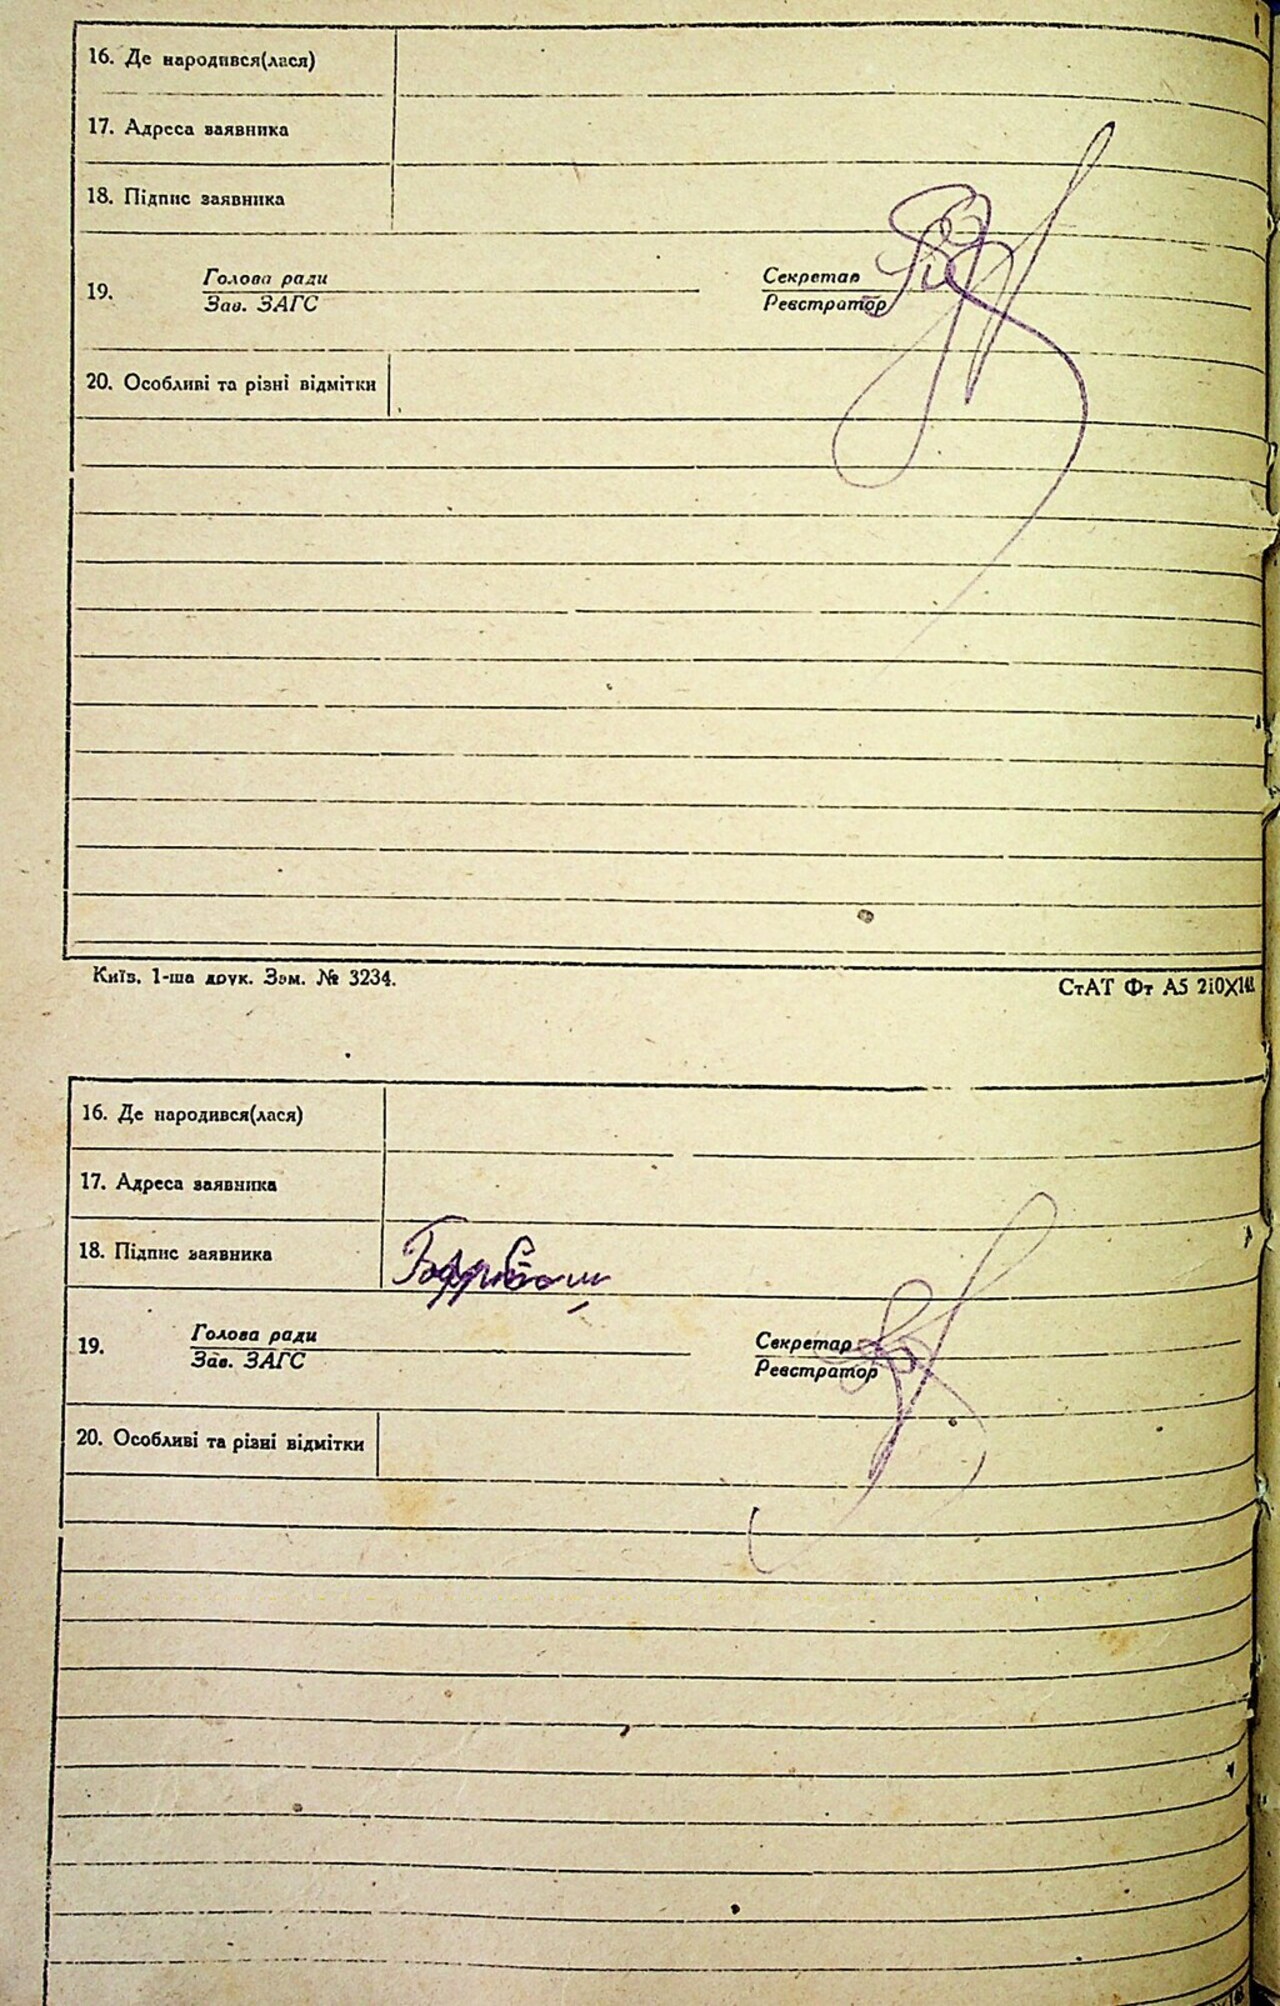 16. Де народився(лася)
17. Адреса заявника
18. Підпис заявника
19. Голова ради Секретар
Зав. ЗАГС Реєстратор
20. Особливі та різні відмітки
Київ. 1-ша друк. Зам. № 3234. СтАТ Фт А5 210X148
16. Де народився(лася)
17. Адреса заявника
18. Підпис заявника
19. Голова ради Секретар
Зав. ЗАГС Реєстратор
20. Особливі та різні відмітки